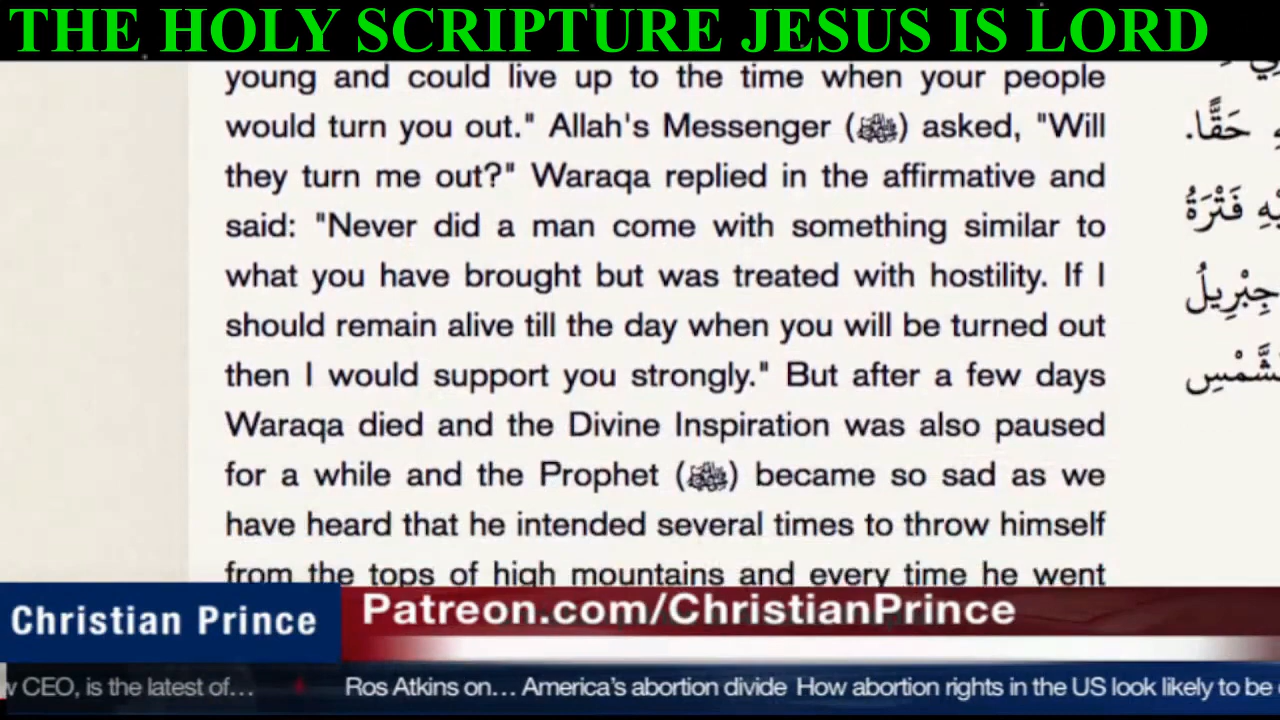 THE HOLY SCRIPTURE JESUS IS LORD
young and could live up to the time when your people
would turn you out." Allah's Messenger (ﷺ) asked, "Will
they turn me out?" Waraqa replied in the affirmative and
said: "Never did a man come with something similar to
what you have brought but was treated with hostility. If I
should remain alive till the day when you will be turned out
then I would support you strongly." But after a few days
Waraqa died and the Divine Inspiration was also paused
for a while and the Prophet (ﷺ) became so sad as we
have heard that he intended several times to throw himself
from the tops of high mountains and every time he went
حَقًّا.
فَتْرَةُ
جِبْرِيلُ
Christian Prince
Patreon.com/ChristianPrince
CEO, is the latest of... Ros Atkins on... America's abortion divide How abortion rights in the US look likely to be